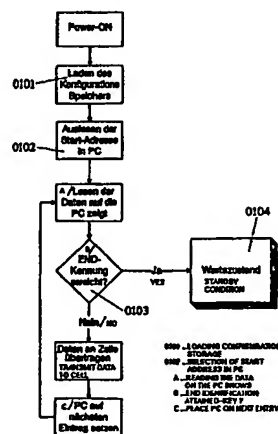 Power-ON
0101
Laden des
Konfigurations
Speichers
0102
Auslesen der
Start-Adresse
in PC
A /Lesen der
Daten auf die
PC zeigt
B
END-
Kennung
erreicht?
Ja
YES
0104
Wartezustand
STANDBY
CONDITION
0103
Nein/NO
Daten an Zelle
übertragen
TRANSMIT DATA
TO CELL
C /PC auf
nächsten
Eintrag setzen
0101 ...LOADING CONFIGURATION
STORAGE
0102 ...SELECTION OF START
ADDRESS IN PC
A ...READING THE DATA
ON THE PC SHOWS
B ...END IDENTIFICATION
ATTAINED-KEY ?
C ...PLACE PC ON NEXT ENTRY